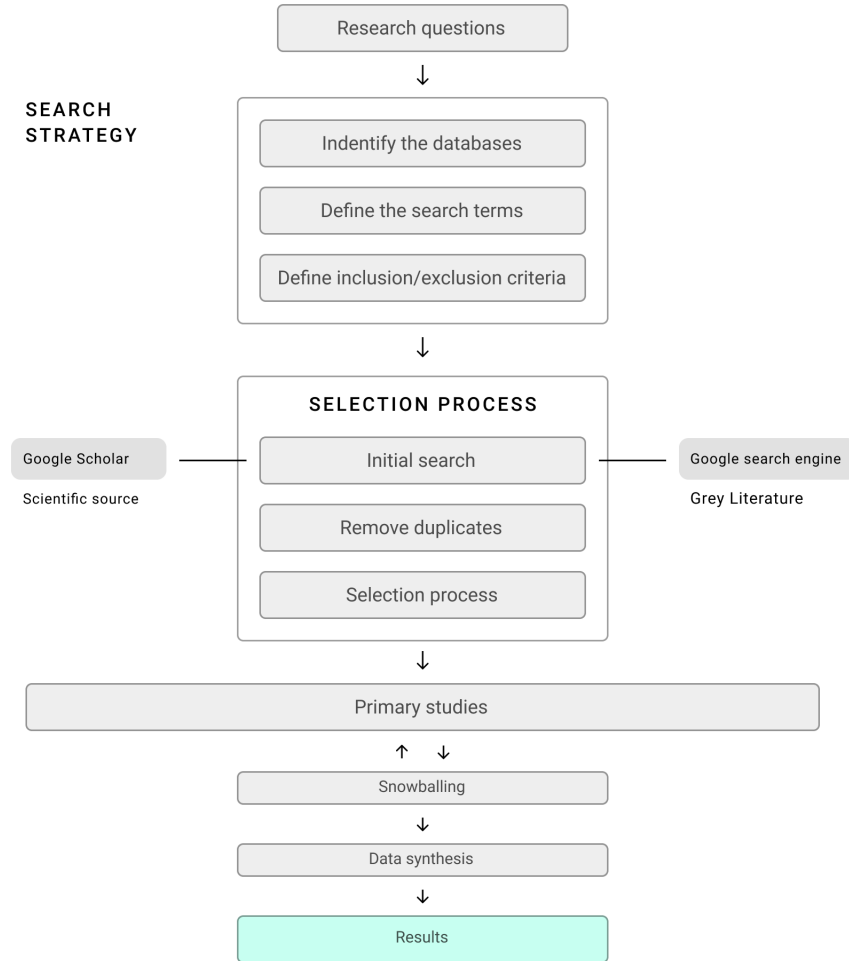 Research questions
SEARCH
STRATEGY
Indentify the databases
Define the search terms
Define inclusion/exclusion criteria
SELECTION PROCESS
Google Scholar
Scientific source
Initial search
Google search engine
Grey Literature
Remove duplicates
Selection process
Primary studies
Snowballing
Data synthesis
Results